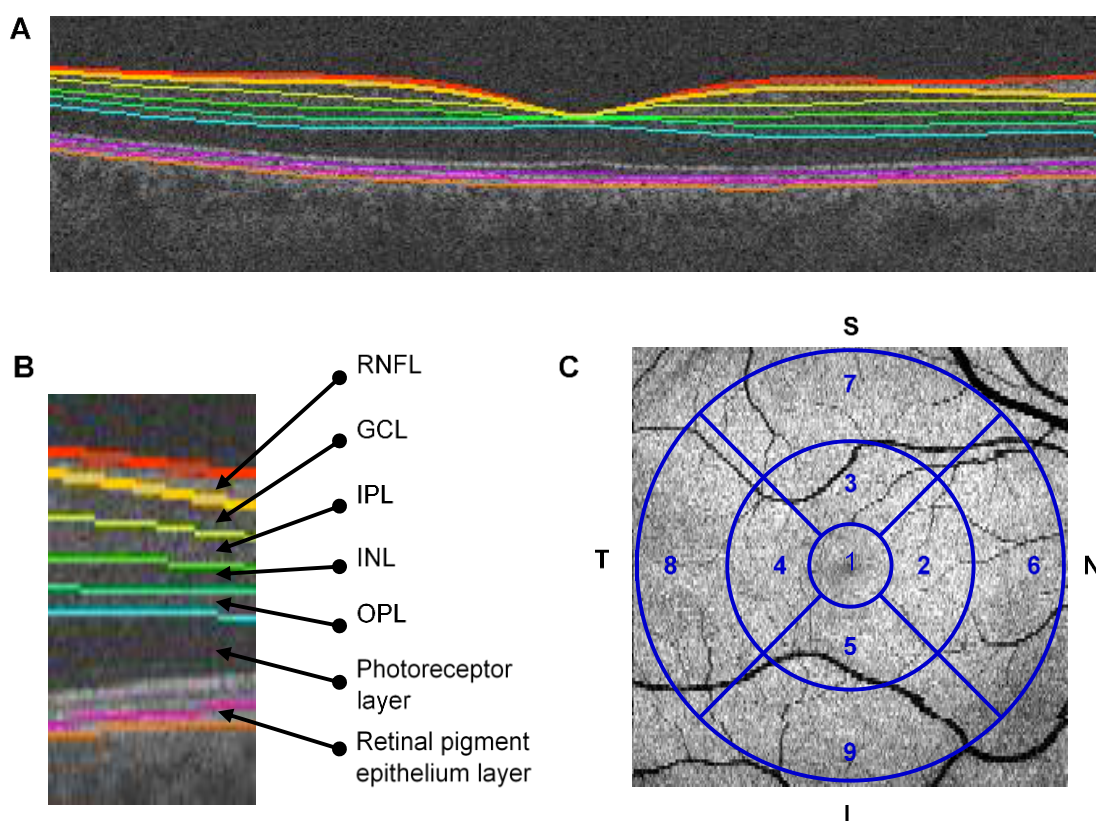 A
B
RNFL
GCL
IPL
INL
OPL
Photoreceptor
layer
Retinal pigment
epithelium layer
C
S
7
3
T
8
4
1
2
6
N
5
9
I